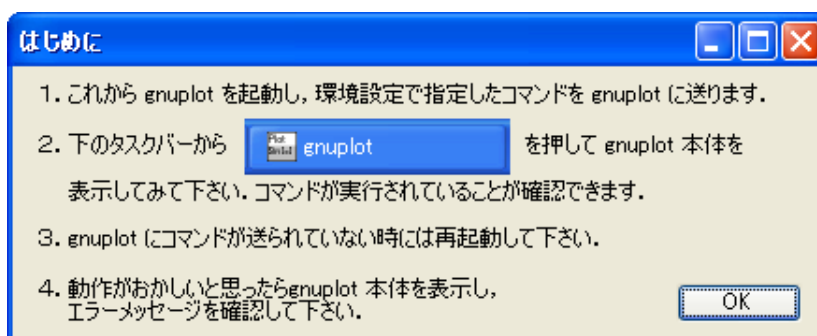 はじめに
1. これから gnuplot を起動し，環境設定で指定したコマンドを gnuplot に送ります．
2. 下のタスクバーから gnuplot を押して gnuplot 本体を
表示してみて下さい．コマンドが実行されていることが確認できます．
3. gnuplot にコマンドが送られていない時には再起動して下さい．
4. 動作がおかしいと思ったらgnuplot 本体を表示し，
エラーメッセージを確認して下さい．
OK